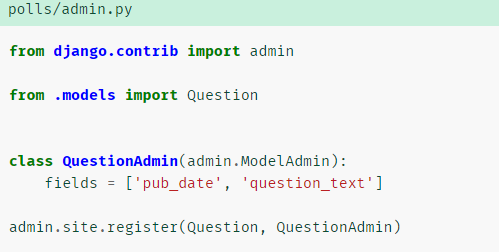 polls/admin.py
from django.contrib import admin
from .models import Question
class QuestionAdmin(admin.ModelAdmin):
    fields = ['pub_date', 'question_text']
admin.site.register(Question, QuestionAdmin)